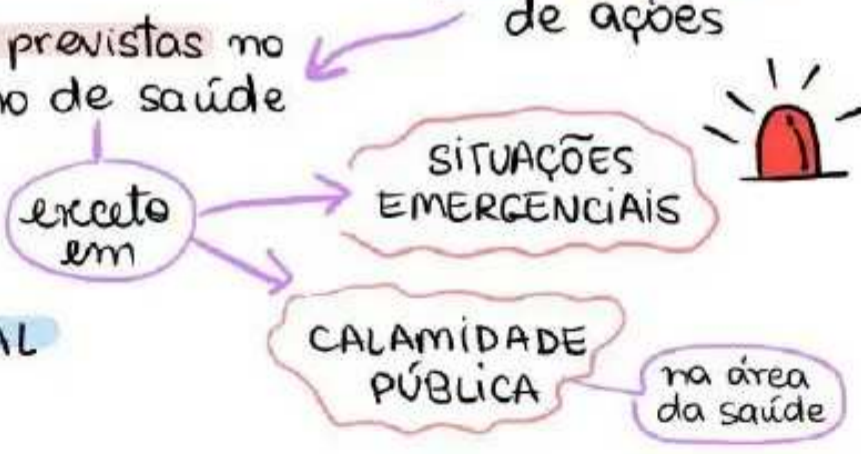 de ações
previstas no
de saúde
exceto
em
SITUAÇÕES
EMERGENCIAIS
CALAMIDADE
PÚBLICA
na área
da saúde